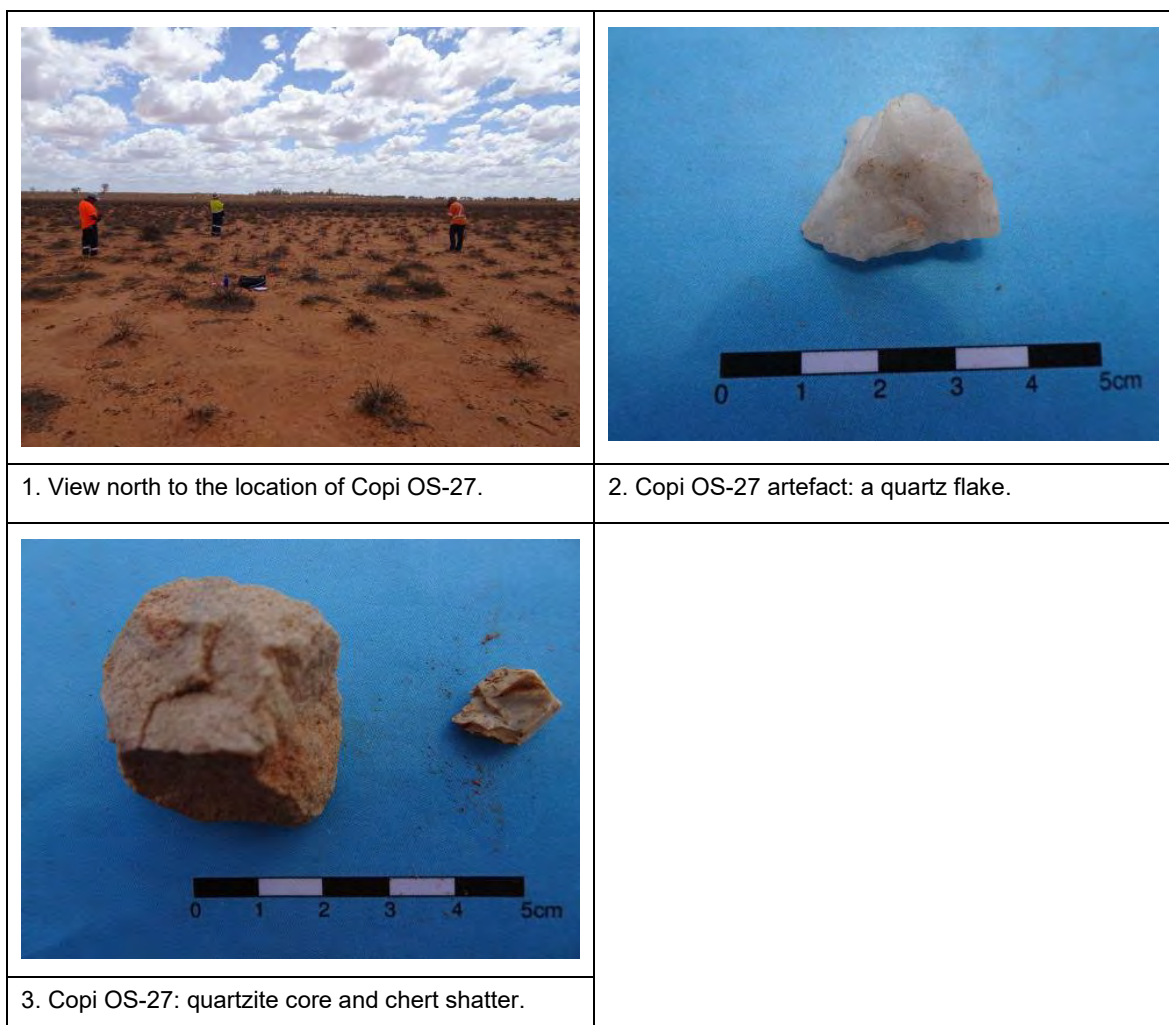 0 1 2 3 4 5cm
1. View north to the location of Copi OS-27.
2. Copi OS-27 artefact: a quartz flake.
0 1 2 3 4 5cm
3. Copi OS-27: quartzite core and chert shatter.